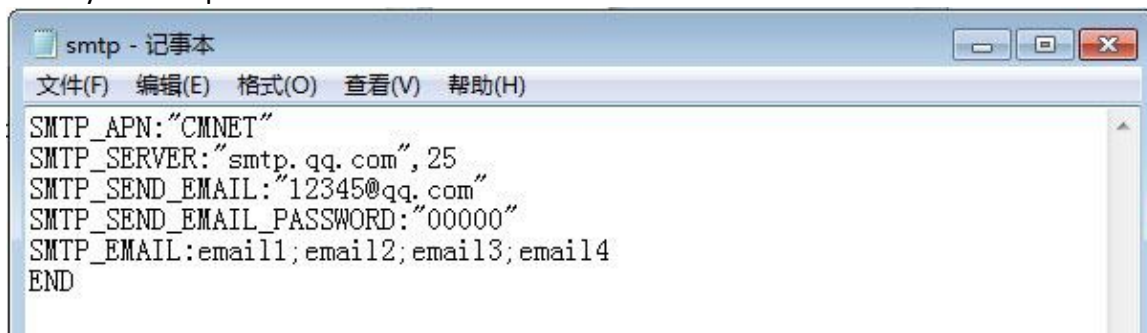 smtp - 记事本
文件(F) 编辑(E) 格式(O) 查看(V) 帮助(H)
SMTP_APN:"CMNET"
SMTP_SERVER:"smtp.qq.com",25
SMTP_SEND_EMAIL:"12345@qq.com"
SMTP_SEND_EMAIL_PASSWORD:"00000"
SMTP_EMAIL:email1;email2;email3;email4
END